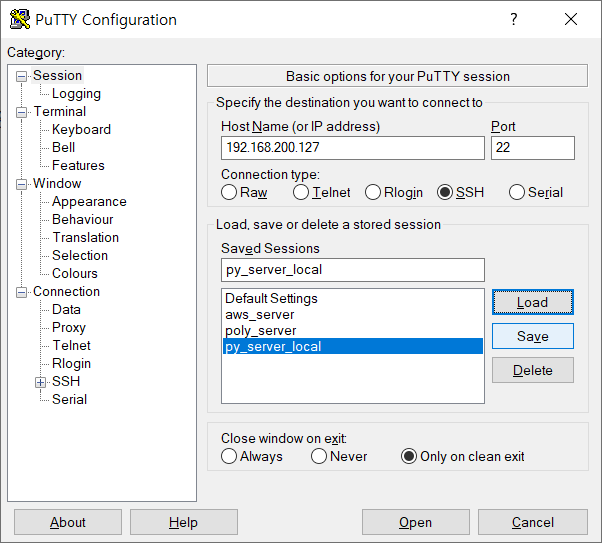 PuTTY Configuration
?
Category:
Session
Logging
Terminal
Keyboard
Bell
Features
Window
Appearance
Behaviour
Translation
Selection
Colours
Connection
Data
Proxy
Telnet
Rlogin
SSH
Serial
Basic options for your PuTTY session
Specify the destination you want to connect to
Host Name (or IP address) Port
192.168.200.127 22
Connection type:
Raw Telnet Rlogin SSH Serial
Load, save or delete a stored session
Saved Sessions
py_server_local
Default Settings
aws_server
poly_server
py_server_local
Load
Save
Delete
Close window on exit:
Always Never Only on clean exit
About Help Open Cancel